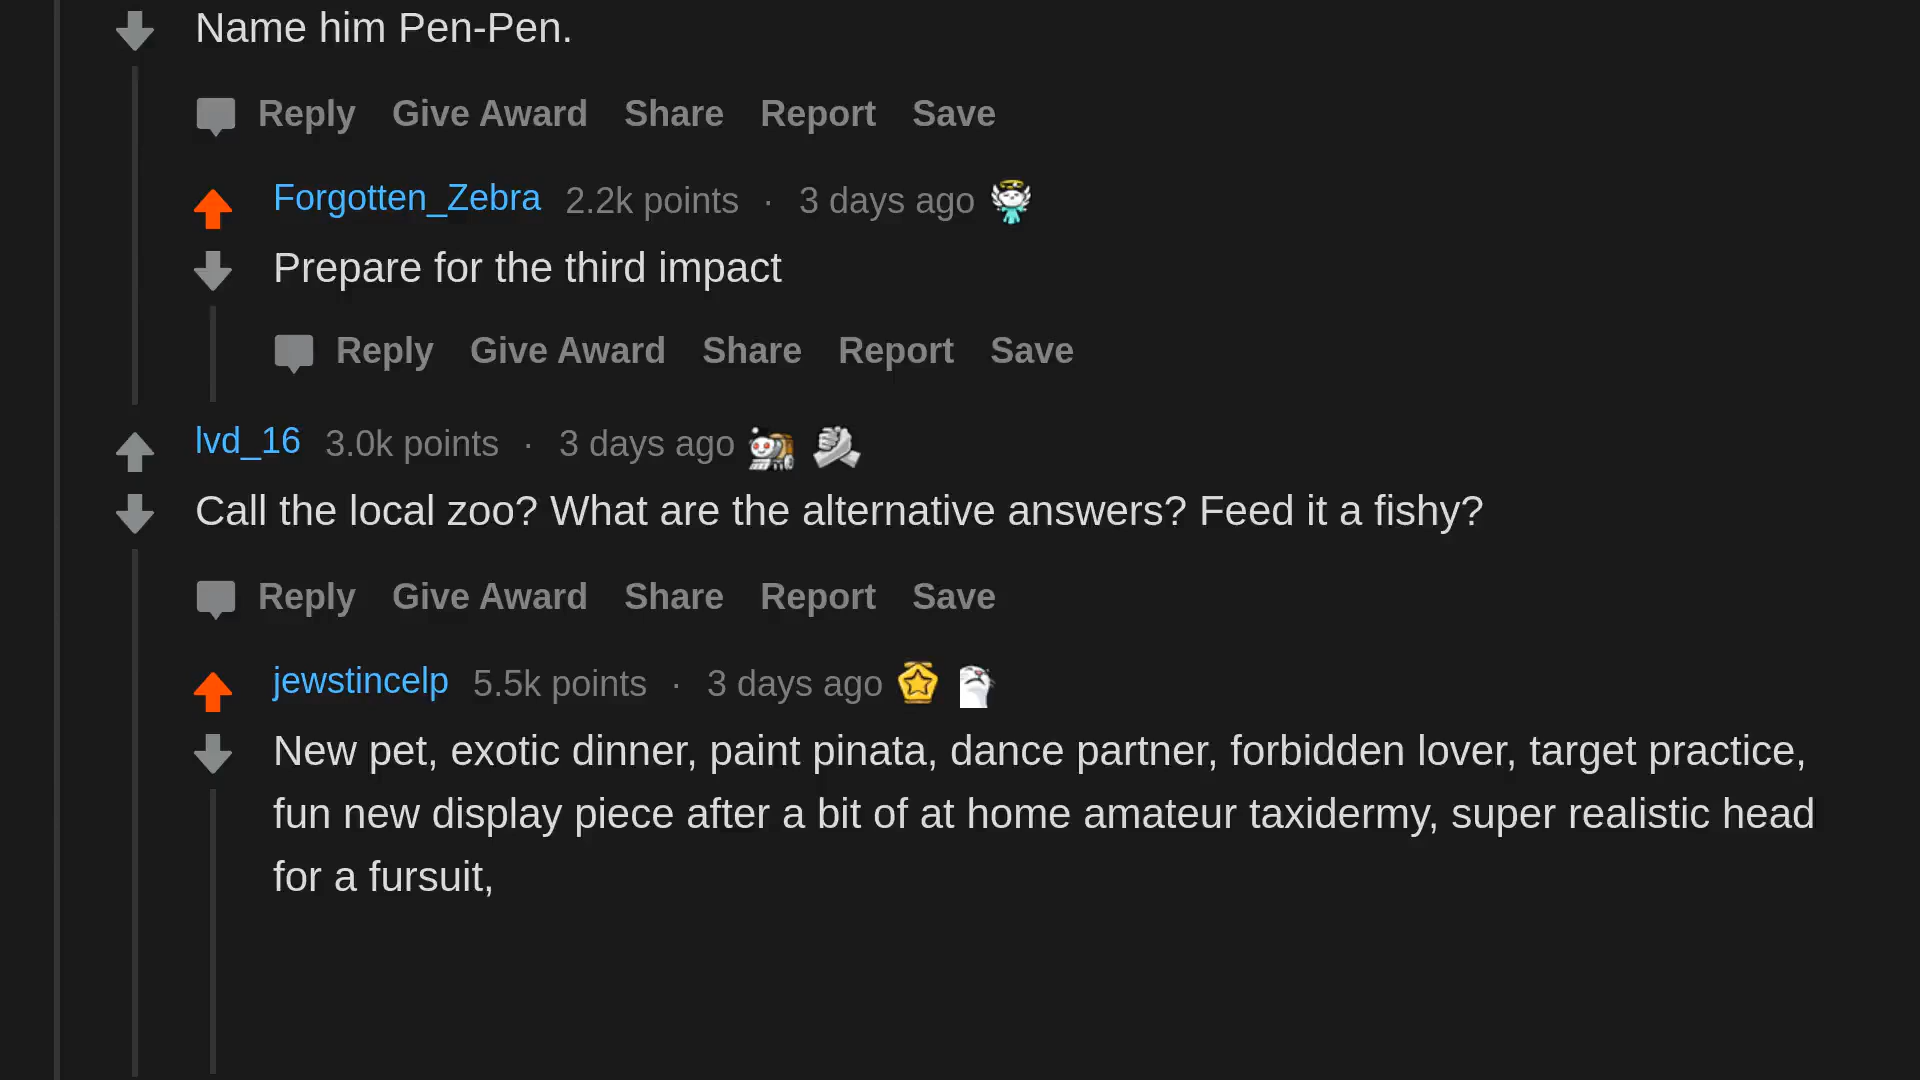 Name him Pen-Pen.
Reply Give Award Share Report Save
Forgotten_Zebra 2.2k points · 3 days ago
Prepare for the third impact
Reply Give Award Share Report Save
lvd_16 3.0k points · 3 days ago
Call the local zoo? What are the alternative answers? Feed it a fishy?
Reply Give Award Share Report Save
jewstincelp 5.5k points · 3 days ago
New pet, exotic dinner, paint pinata, dance partner, forbidden lover, target practice,
fun new display piece after a bit of at home amateur taxidermy, super realistic head
for a fursuit,